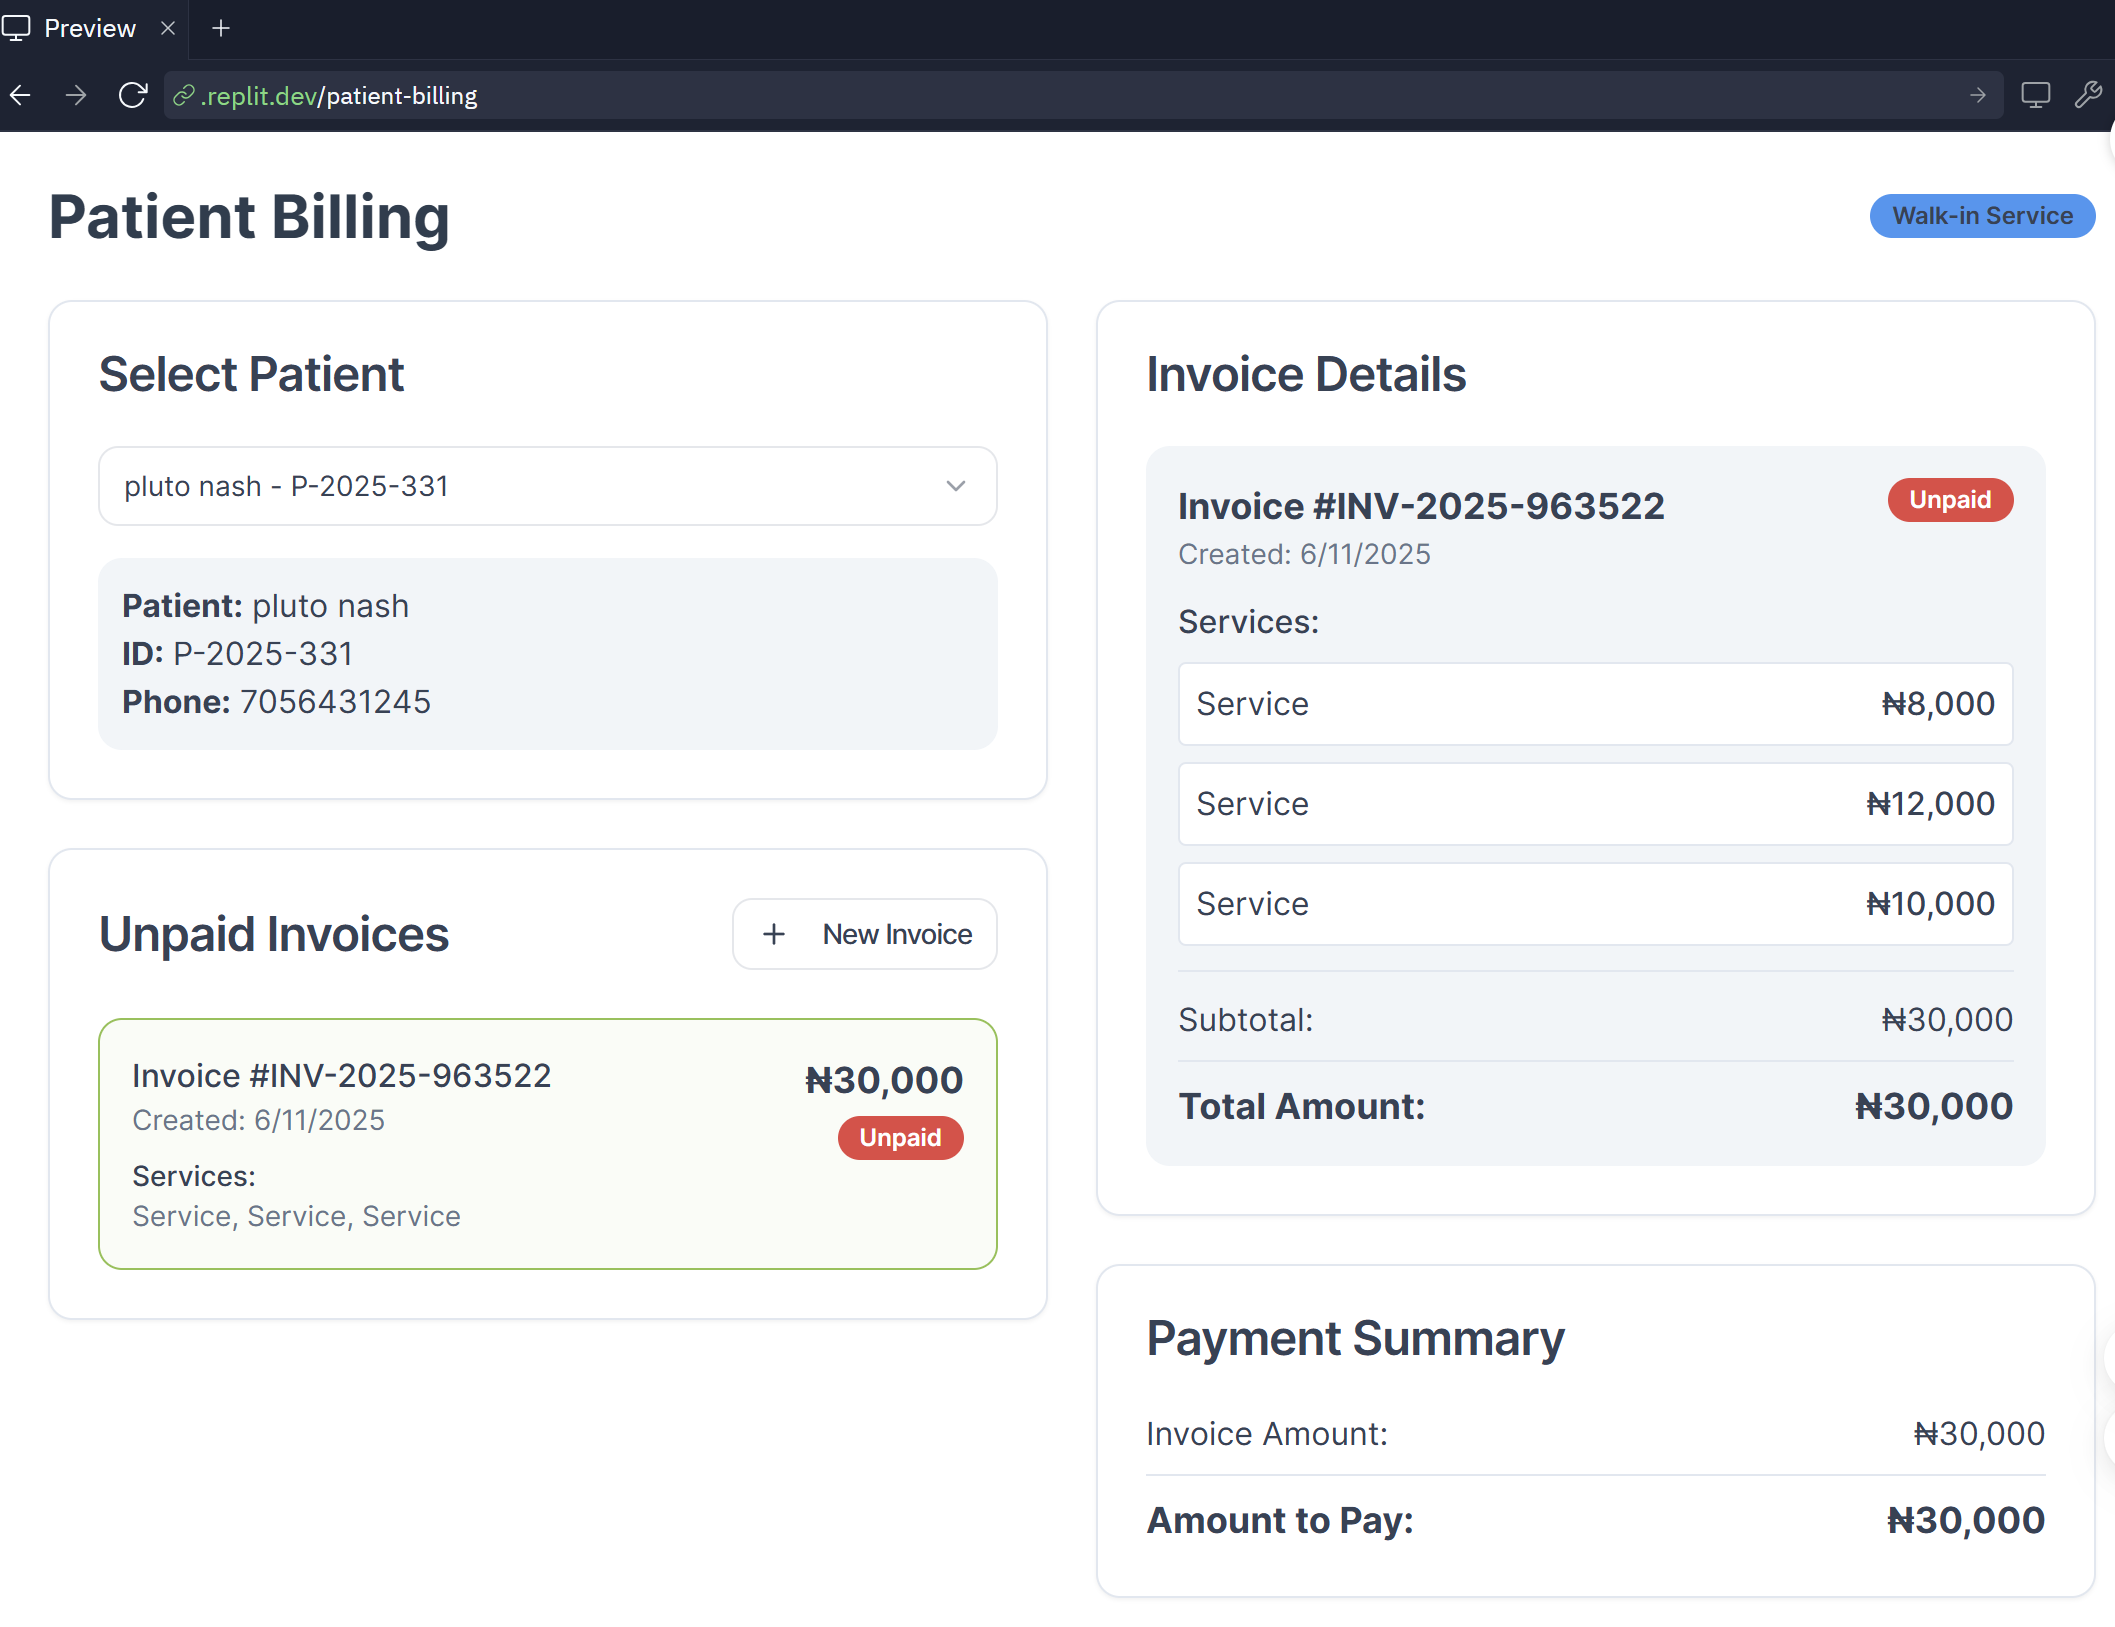 Preview
.replit.dev/patient-billing
Patient Billing
Walk-in Service
Select Patient
pluto nash - P-2025-331
Patient: pluto nash
ID: P-2025-331
Phone: 7056431245
Unpaid Invoices
New Invoice
Invoice #INV-2025-963522
₦30,000
Created: 6/11/2025
Unpaid
Services:
Service, Service, Service
Invoice Details
Invoice #INV-2025-963522
Unpaid
Created: 6/11/2025
Services:
Service ₦8,000
Service ₦12,000
Service ₦10,000
Subtotal: ₦30,000
Total Amount: ₦30,000
Payment Summary
Invoice Amount: ₦30,000
Amount to Pay: ₦30,000